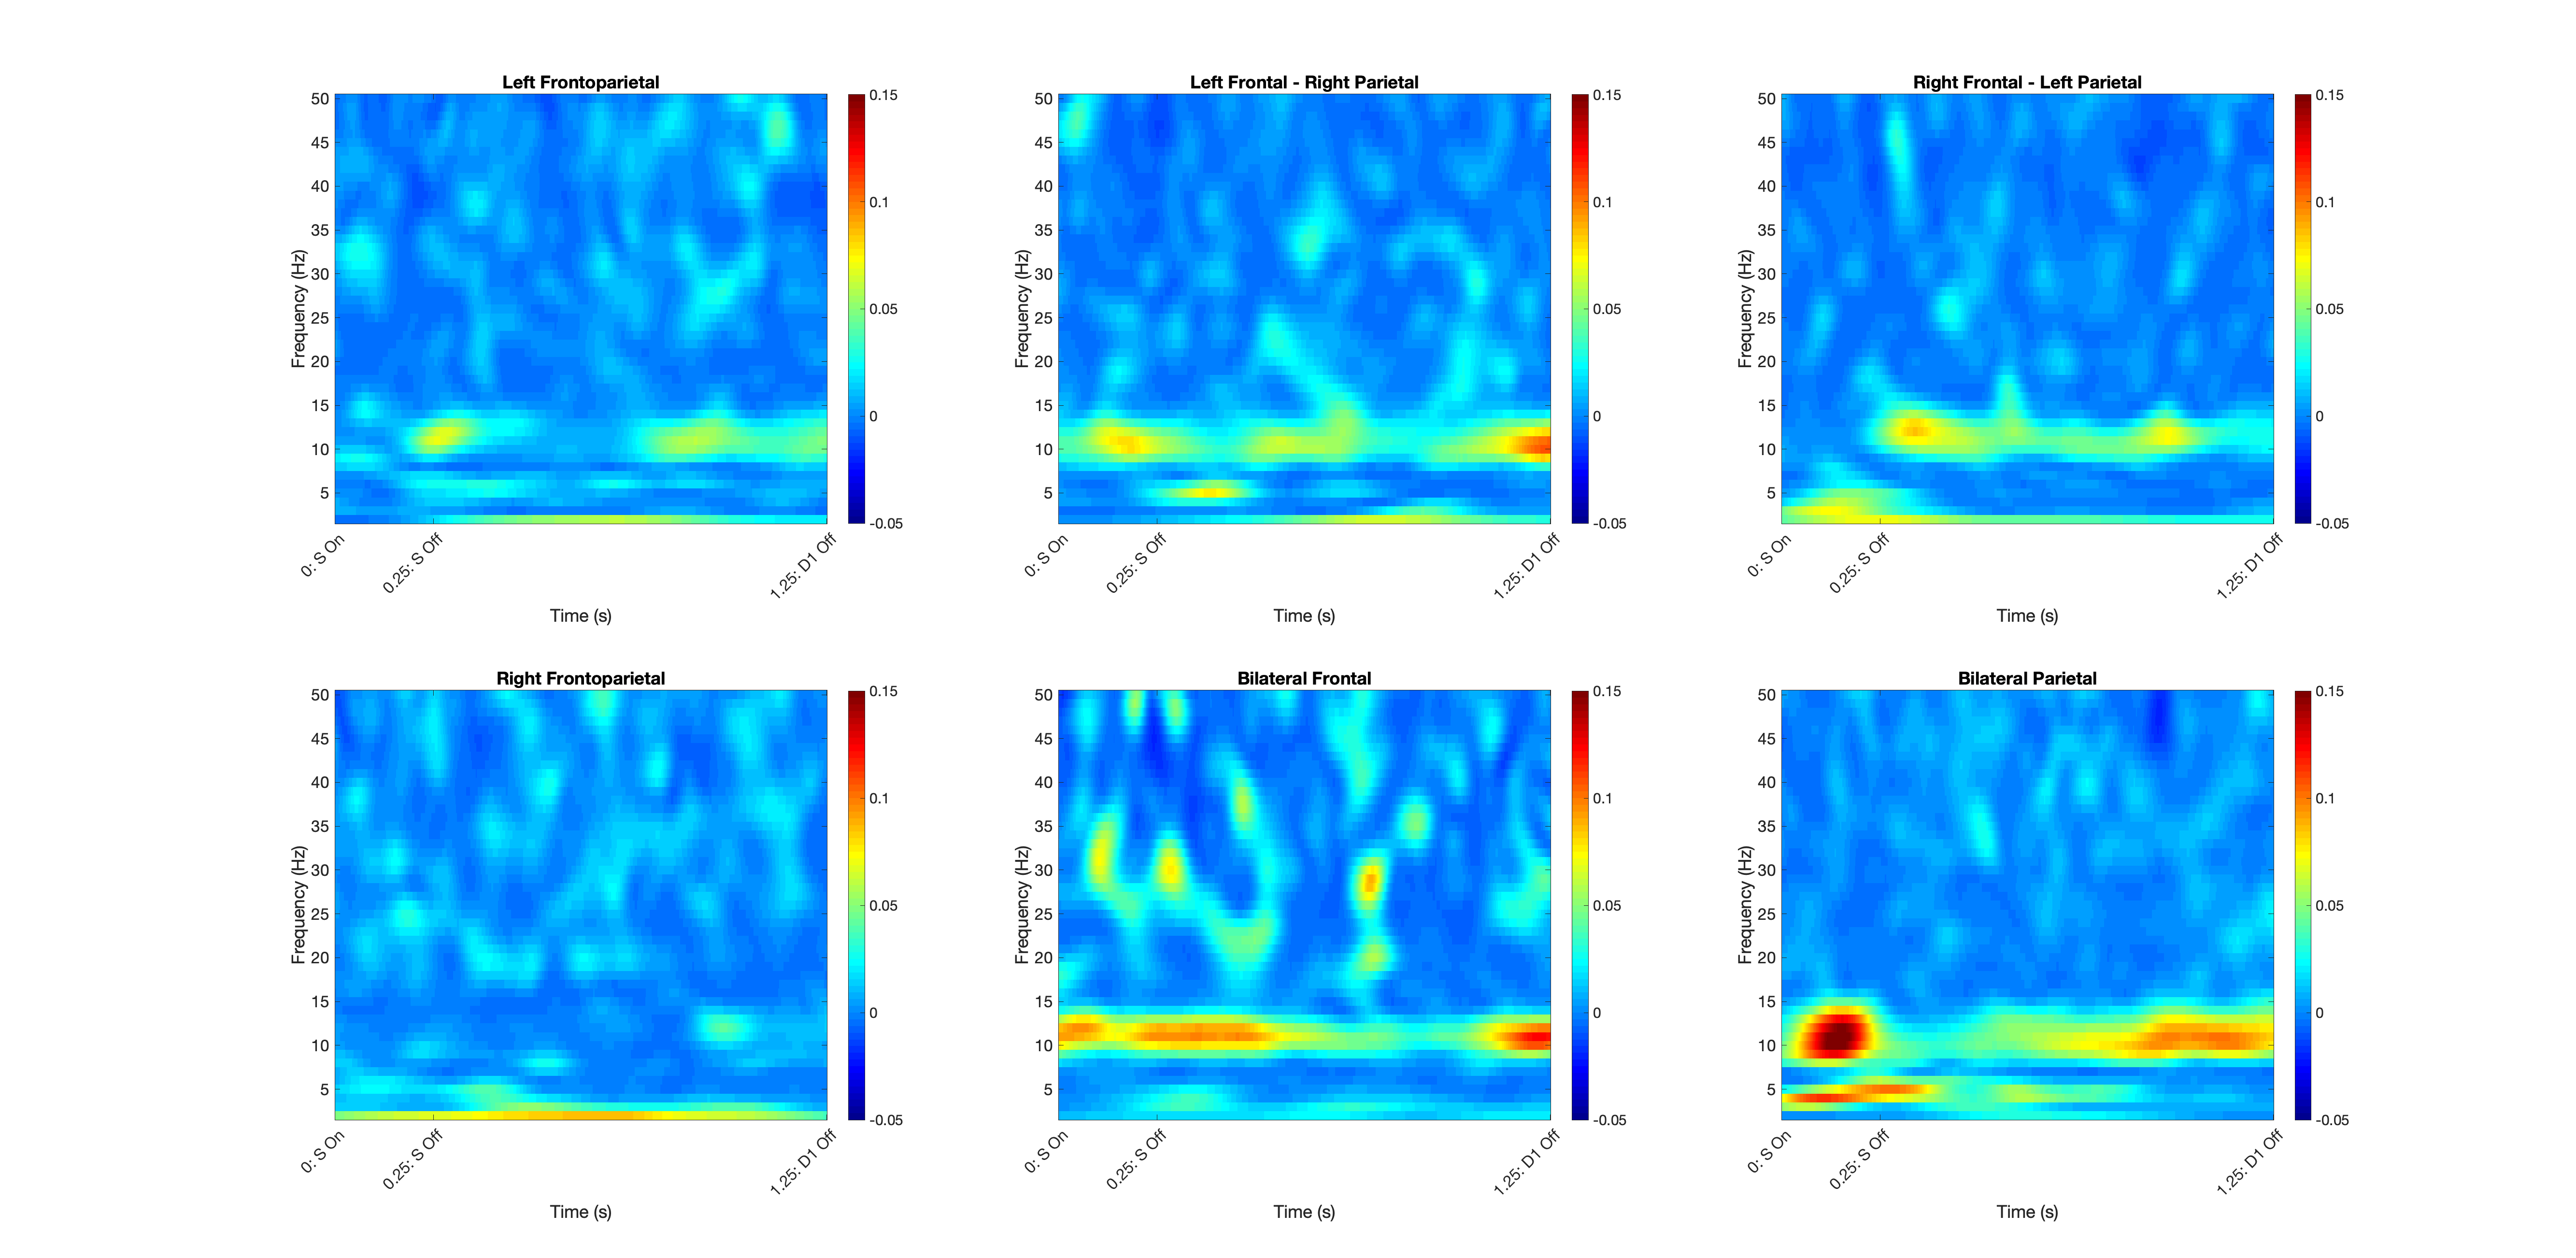 Left Frontoparietal
50
45
40
35
30
25
20
15
10
5
Frequency (Hz)
0: S On
0.25: S Off
1.25: D1 Off
Time (s)
0.15
0.1
0.05
0
-0.05
Left Frontal - Right Parietal
50
45
40
35
30
25
20
15
10
5
Frequency (Hz)
0: S On
0.25: S Off
1.25: D1 Off
Time (s)
0.15
0.1
0.05
0
-0.05
Right Frontal - Left Parietal
50
45
40
35
30
25
20
15
10
5
Frequency (Hz)
0: S On
0.25: S Off
1.25: D1 Off
Time (s)
0.15
0.1
0.05
0
-0.05
Right Frontoparietal
50
45
40
35
30
25
20
15
10
5
Frequency (Hz)
0: S On
0.25: S Off
1.25: D1 Off
Time (s)
0.15
0.1
0.05
0
-0.05
Bilateral Frontal
50
45
40
35
30
25
20
15
10
5
Frequency (Hz)
0: S On
0.25: S Off
1.25: D1 Off
Time (s)
0.15
0.1
0.05
0
-0.05
Bilateral Parietal
50
45
40
35
30
25
20
15
10
5
Frequency (Hz)
0: S On
0.25: S Off
1.25: D1 Off
Time (s)
0.15
0.1
0.05
0
-0.05